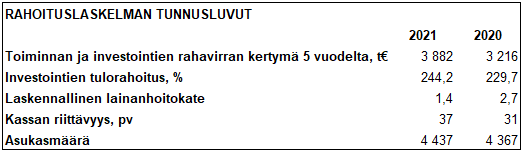 RAHOITUSLASKELMAN TUNNUSLUVUT
2021 2020
Toiminnan ja investointien rahavirran kertymä 5 vuodelta, t€ 3 882 3 216
Investointien tulorahoitus, % 244,2 229,7
Laskennallinen lainanhoitokate 1,4 2,7
Kassan riittävyys, pv 37 31
Asukasmäärä 4 437 4 367